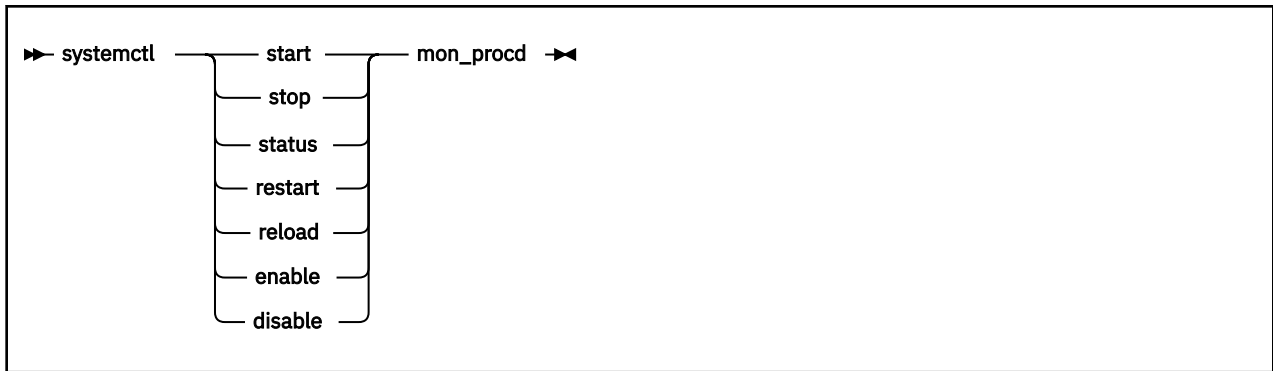 systemctl start mon_procd
stop
status
restart
reload
enable
disable